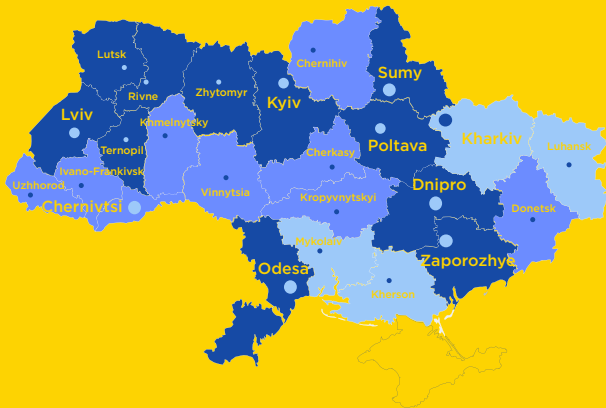 Lutsk
Chernihiv
Sumy
Rivne
Zhytomyr
Kyiv
Lviv
Khmelnytsky
Kharkiv
Ternopil
Poltava
Luhansk
Cherkasy
Ivano-Frankivsk
Uzhhorod
Vinnytsia
Dnipro
Kropyvnytskyi
Chernivtsi
Donetsk
Mykolaiv
Zaporozhye
Odesa
Kherson